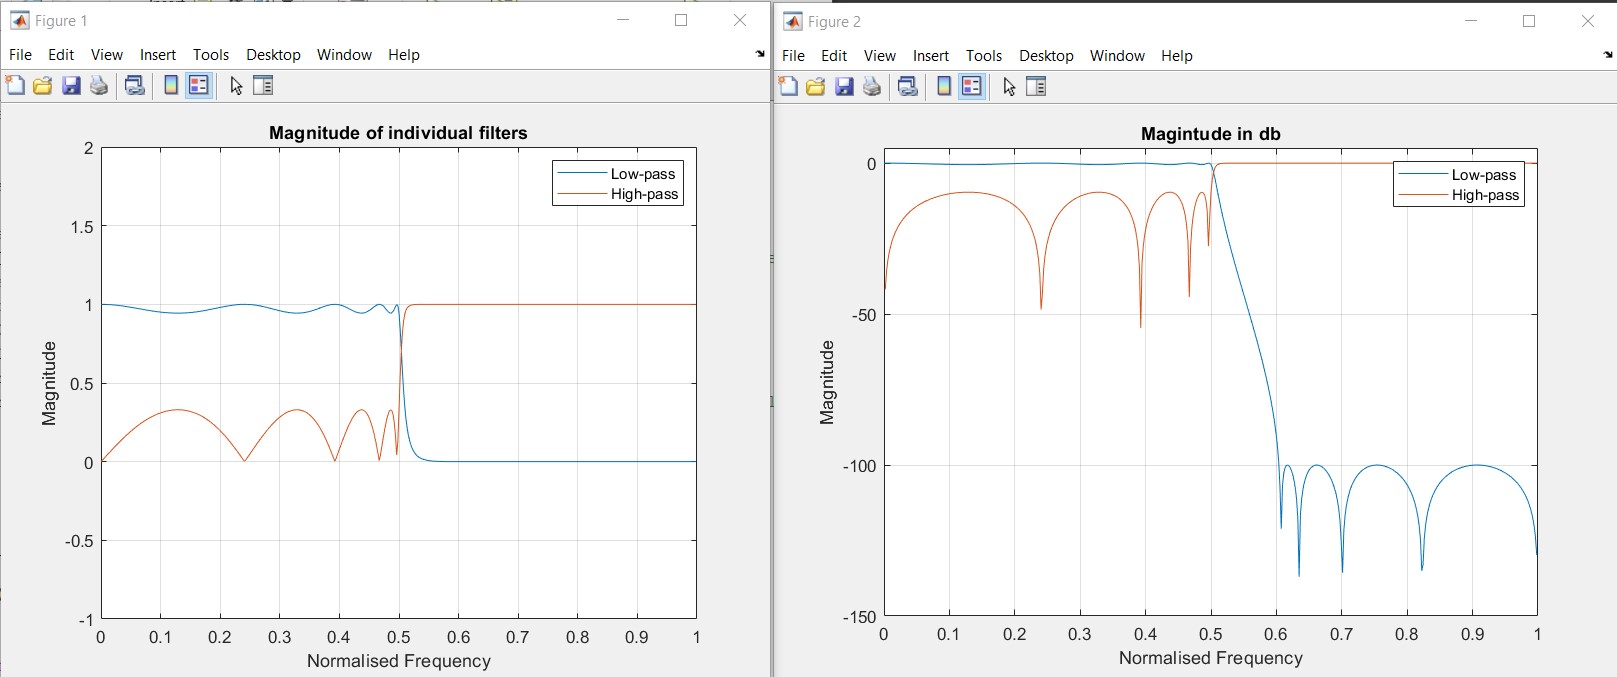 Figure 1
File Edit View Insert Tools Desktop Window Help
Magnitude of individual filters
2
1.5
1
0.5
0
-0.5
-1
Magnitude
Low-pass
High-pass
0 0.1 0.2 0.3 0.4 0.5 0.6 0.7 0.8 0.9 1
Normalised Frequency
Figure 2
File Edit View Insert Tools Desktop Window Help
Magintude in db
0
-50
-100
-150
Magnitude
Low-pass
High-pass
0 0.1 0.2 0.3 0.4 0.5 0.6 0.7 0.8 0.9 1
Normalised Frequency